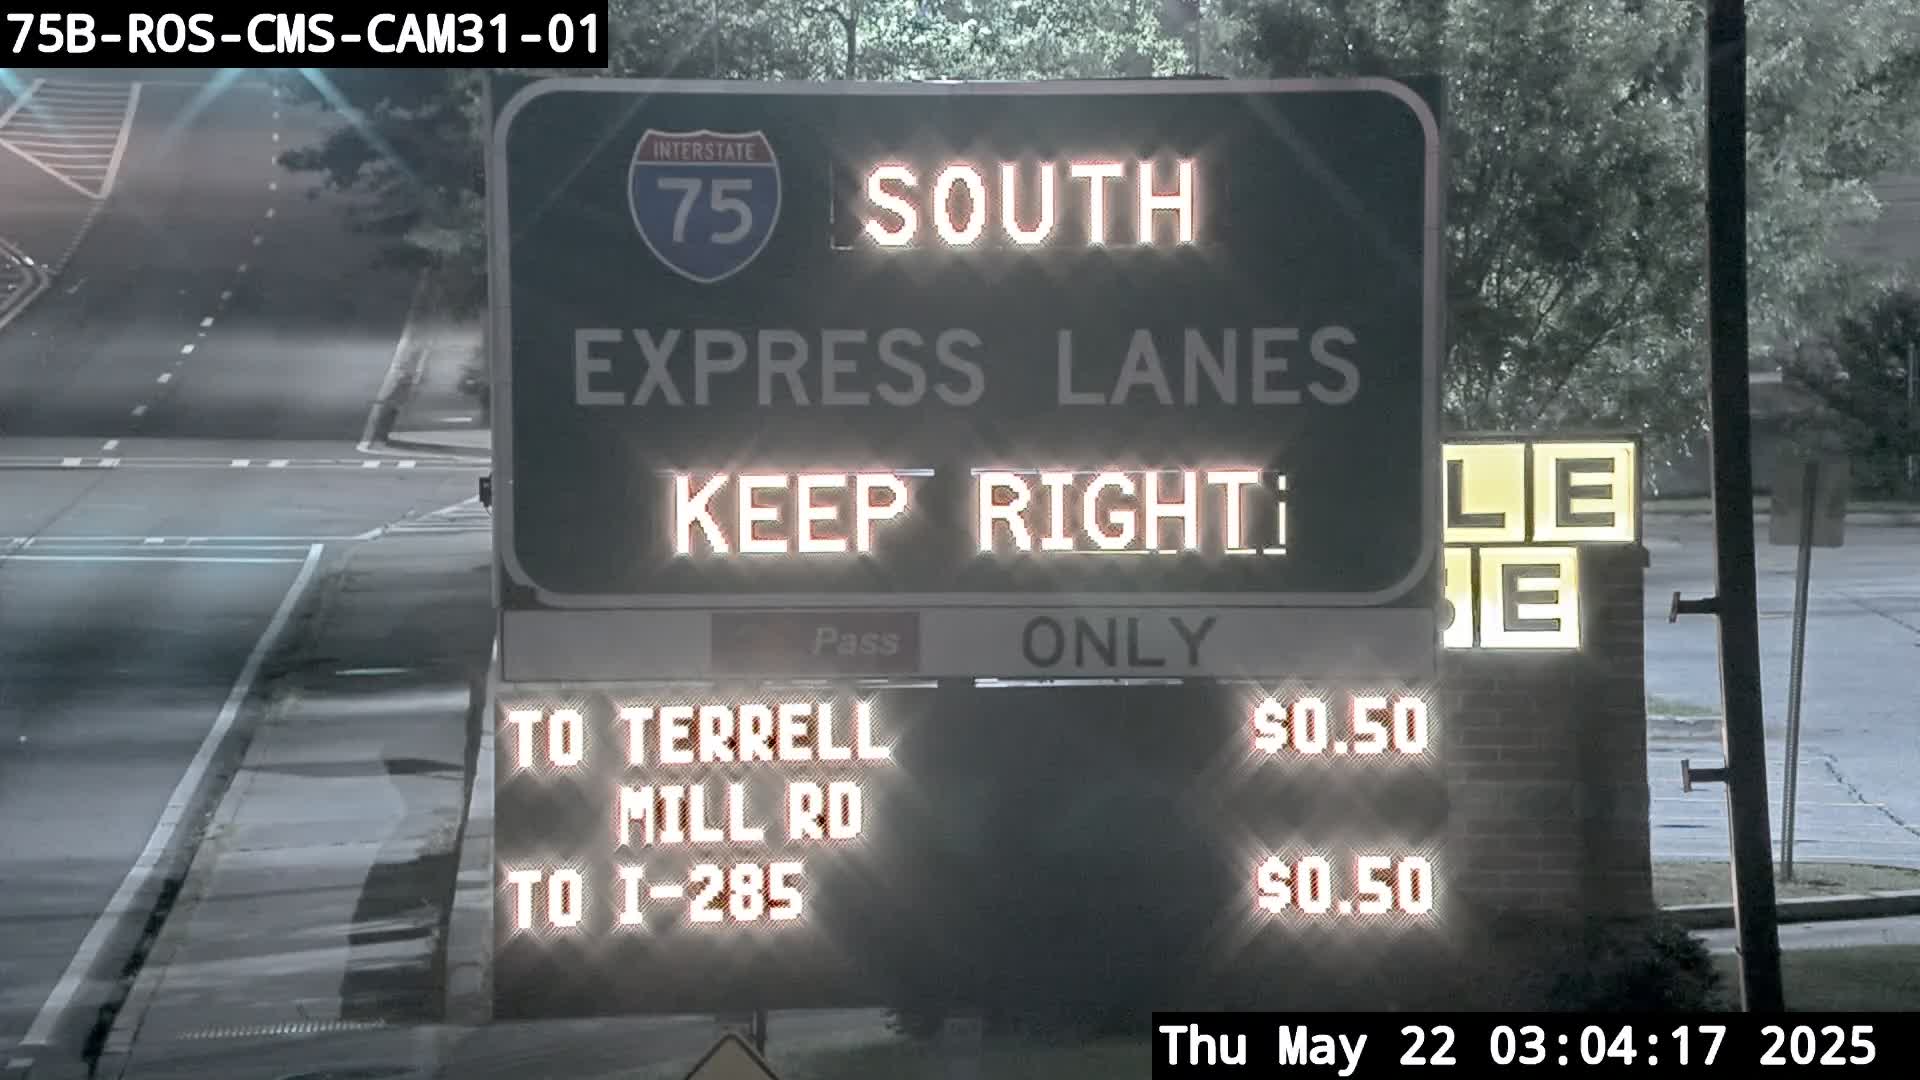 75B-ROS-CMS-CAM31-01
INTERSTATE
75
SOUTH
EXPRESS LANES
KEEP RIGHT
Pass ONLY
LE
E
TO TERRELL $0.50
MILL RD
TO I-285 $0.50
Thu May 22 03:04:17 2025